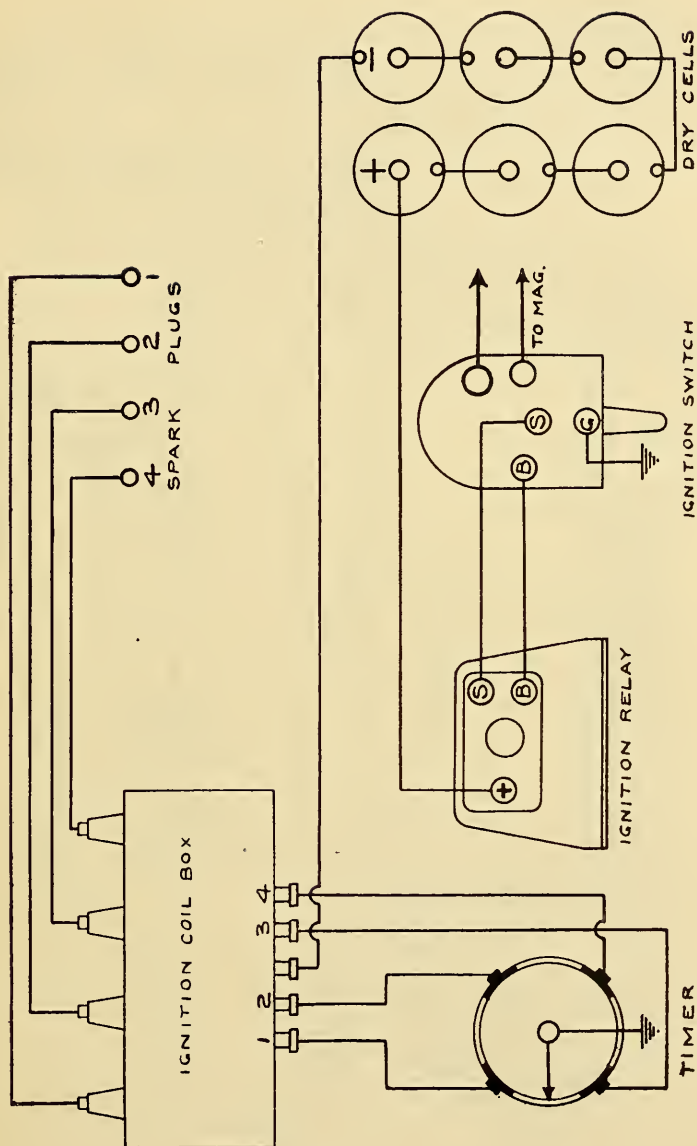 IGNITION COIL BOX
1
2
3
4
4
3
2
1
SPARK PLUGS
TIMER
+
S
B
IGNITION RELAY
B
S
G
TO MAG.
IGNITION SWITCH
+
−
DRY CELLS